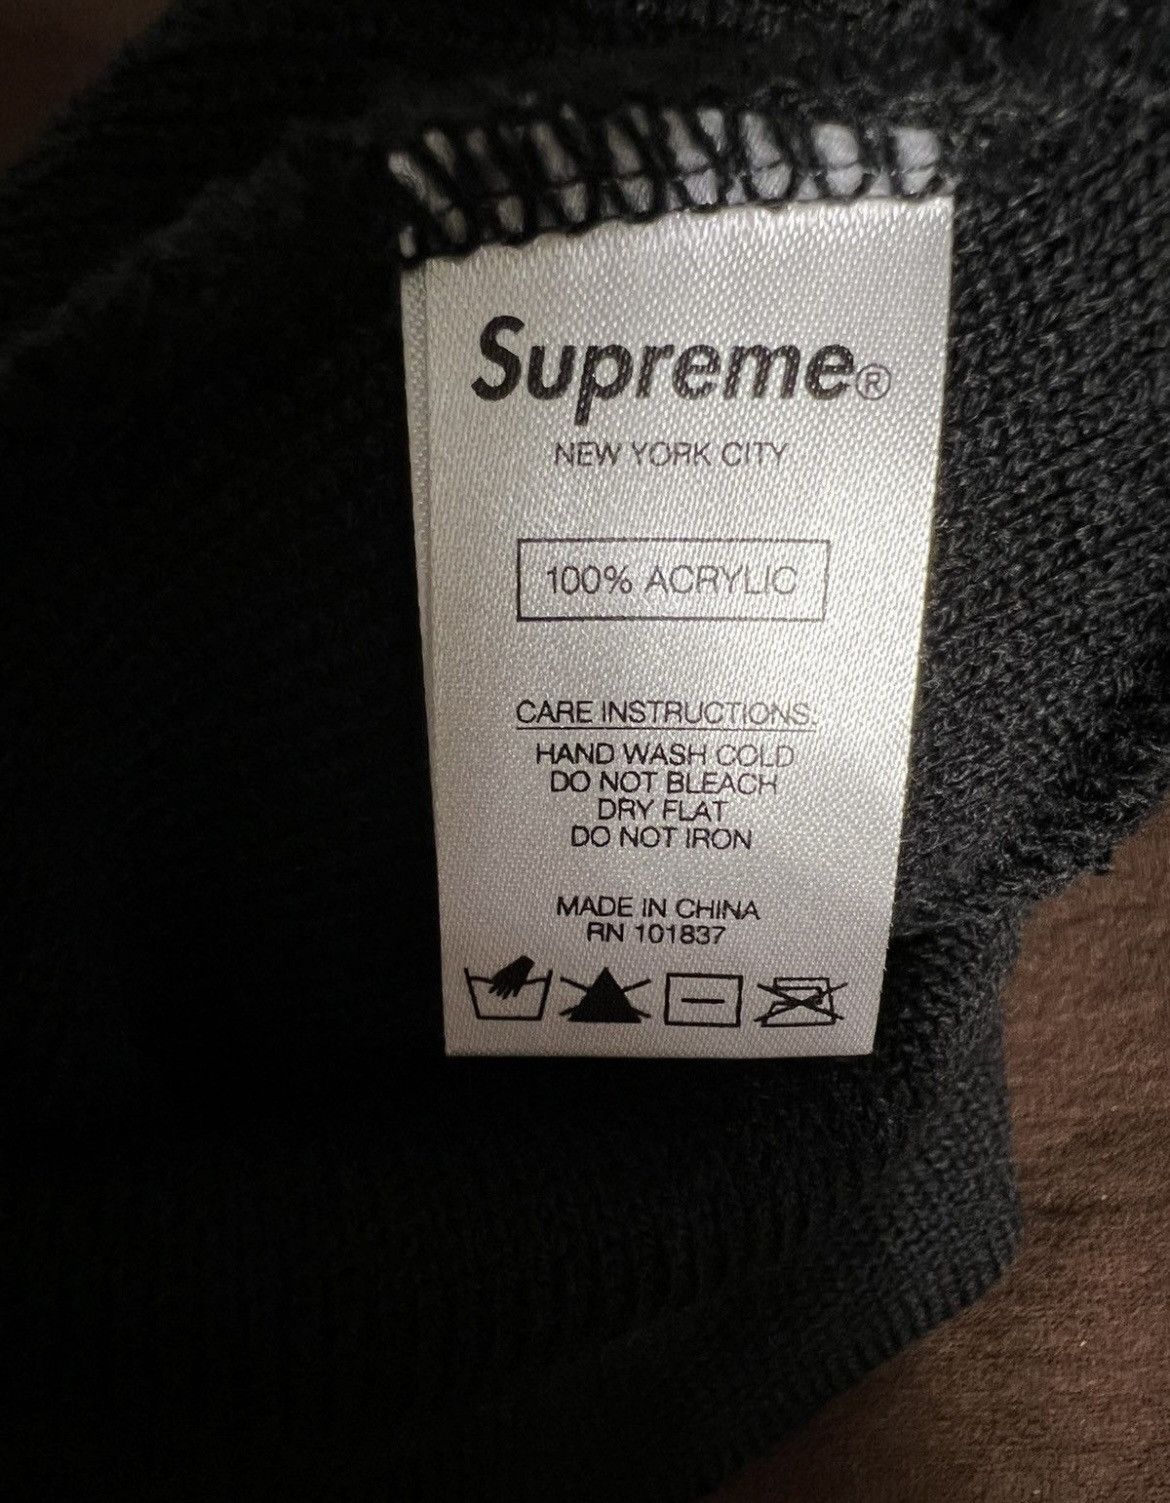 Supreme®
NEW YORK CITY
100% ACRYLIC
CARE INSTRUCTIONS:
HAND WASH COLD
DO NOT BLEACH
DRY FLAT
DO NOT IRON
MADE IN CHINA
RN 101837